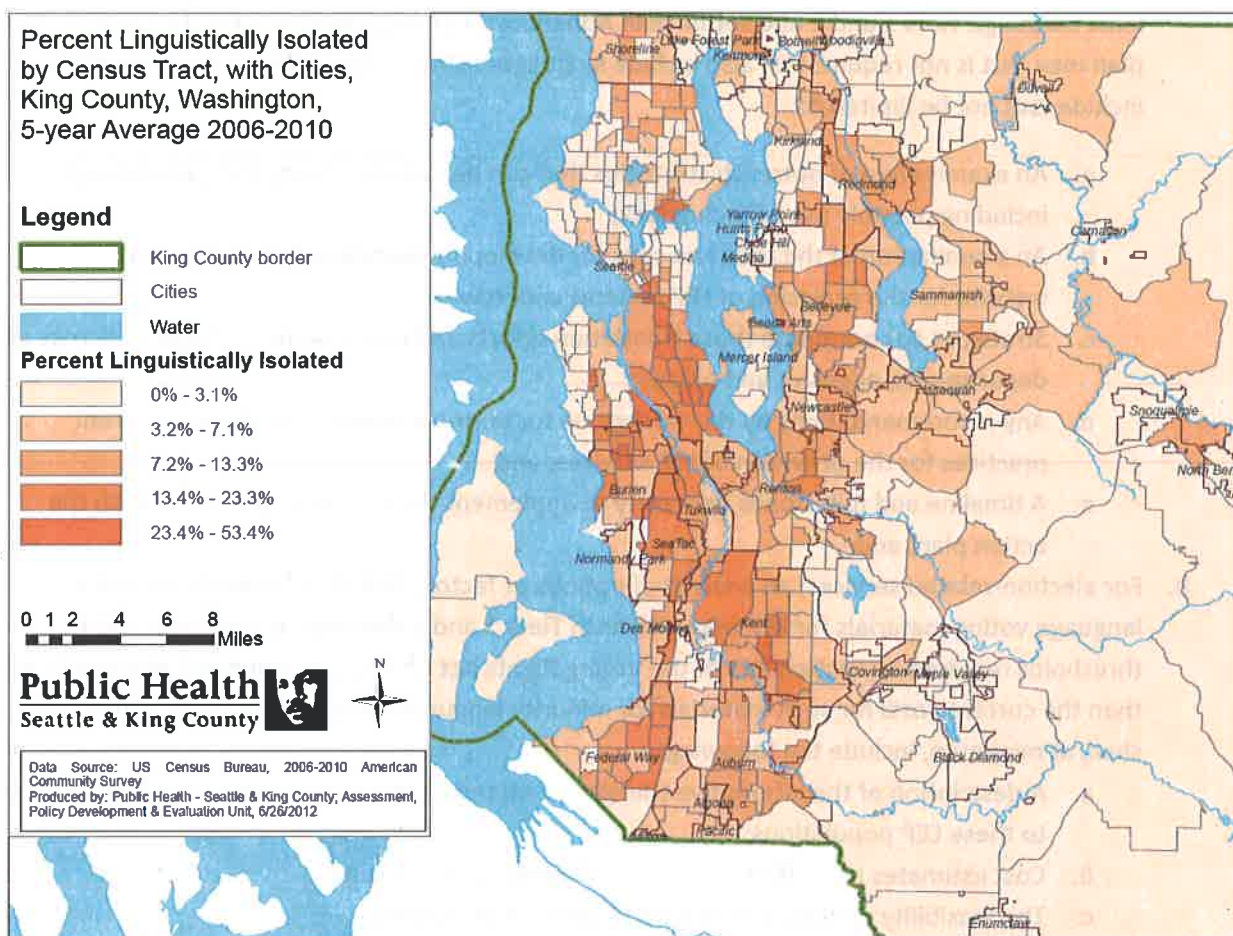 Percent Linguistically Isolated
by Census Tract, with Cities,
King County, Washington,
5-year Average 2006-2010
Legend
King County border
Cities
Water
Percent Linguistically Isolated
0% - 3.1%
3.2% - 7.1%
7.2% - 13.3%
13.4% - 23.3%
23.4% - 53.4%
0 1 2 4 6 8
Miles
N
Public Health
Seattle & King County
Data Source: US Census Bureau, 2006-2010 American
Community Survey
Produced by: Public Health - Seattle & King County; Assessment,
Policy Development & Evaluation Unit, 6/26/2012
Shoreline
Lake Forest Park
Bothell
Woodinville
Kenmore
Duvall
Kirkland
Redmond
Yarrow Point
Hunts Point
Clyde Hill
Medina
Carnation
Seattle
Bellevue
Sammamish
Beaux Arts
Mercer Island
Issaquah
Newcastle
Snoqualmie
North Ben
Burien
Renton
Tukwila
SeaTac
Normandy Park
Des Moines
Kent
Covington
Maple Valley
Federal Way
Auburn
Black Diamond
Algona
Pacific
Enumclaw